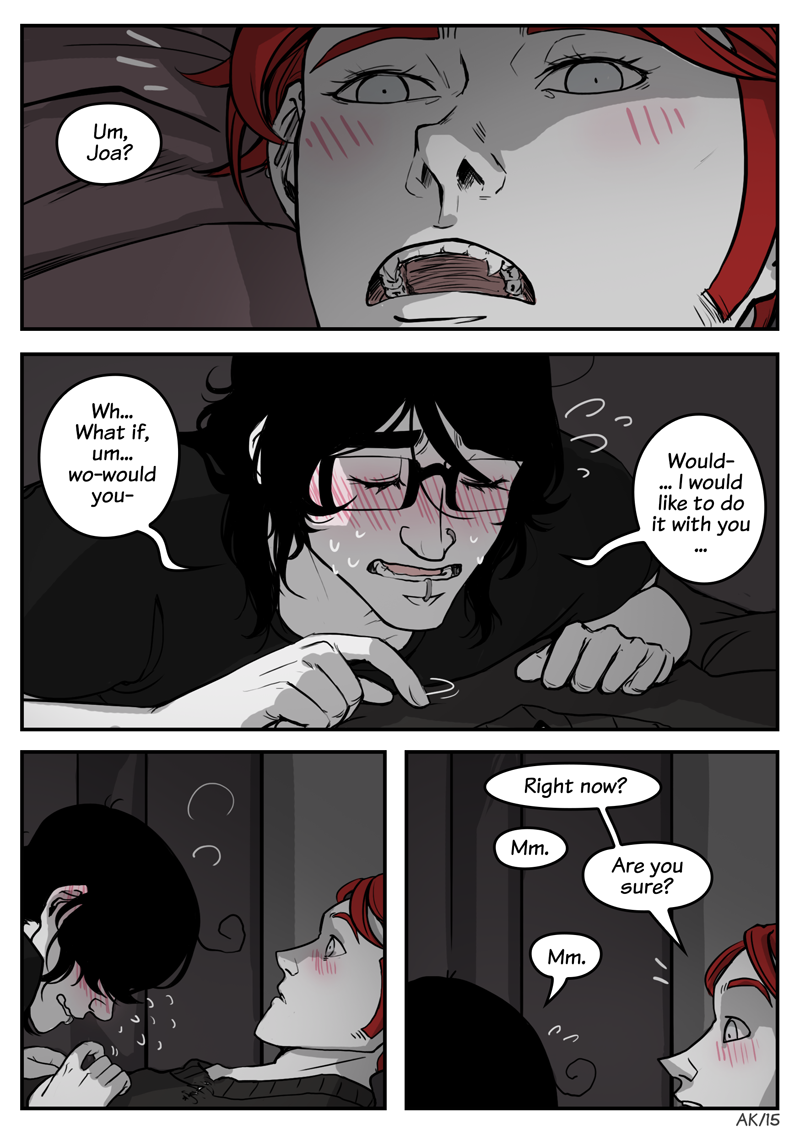 Um,
Joa?
Wh...
What if,
um...
wo-would
you-
Would-
... I would
like to do
it with you
...
Right now?
Mm.
Are you
sure?
Mm.
AK/15